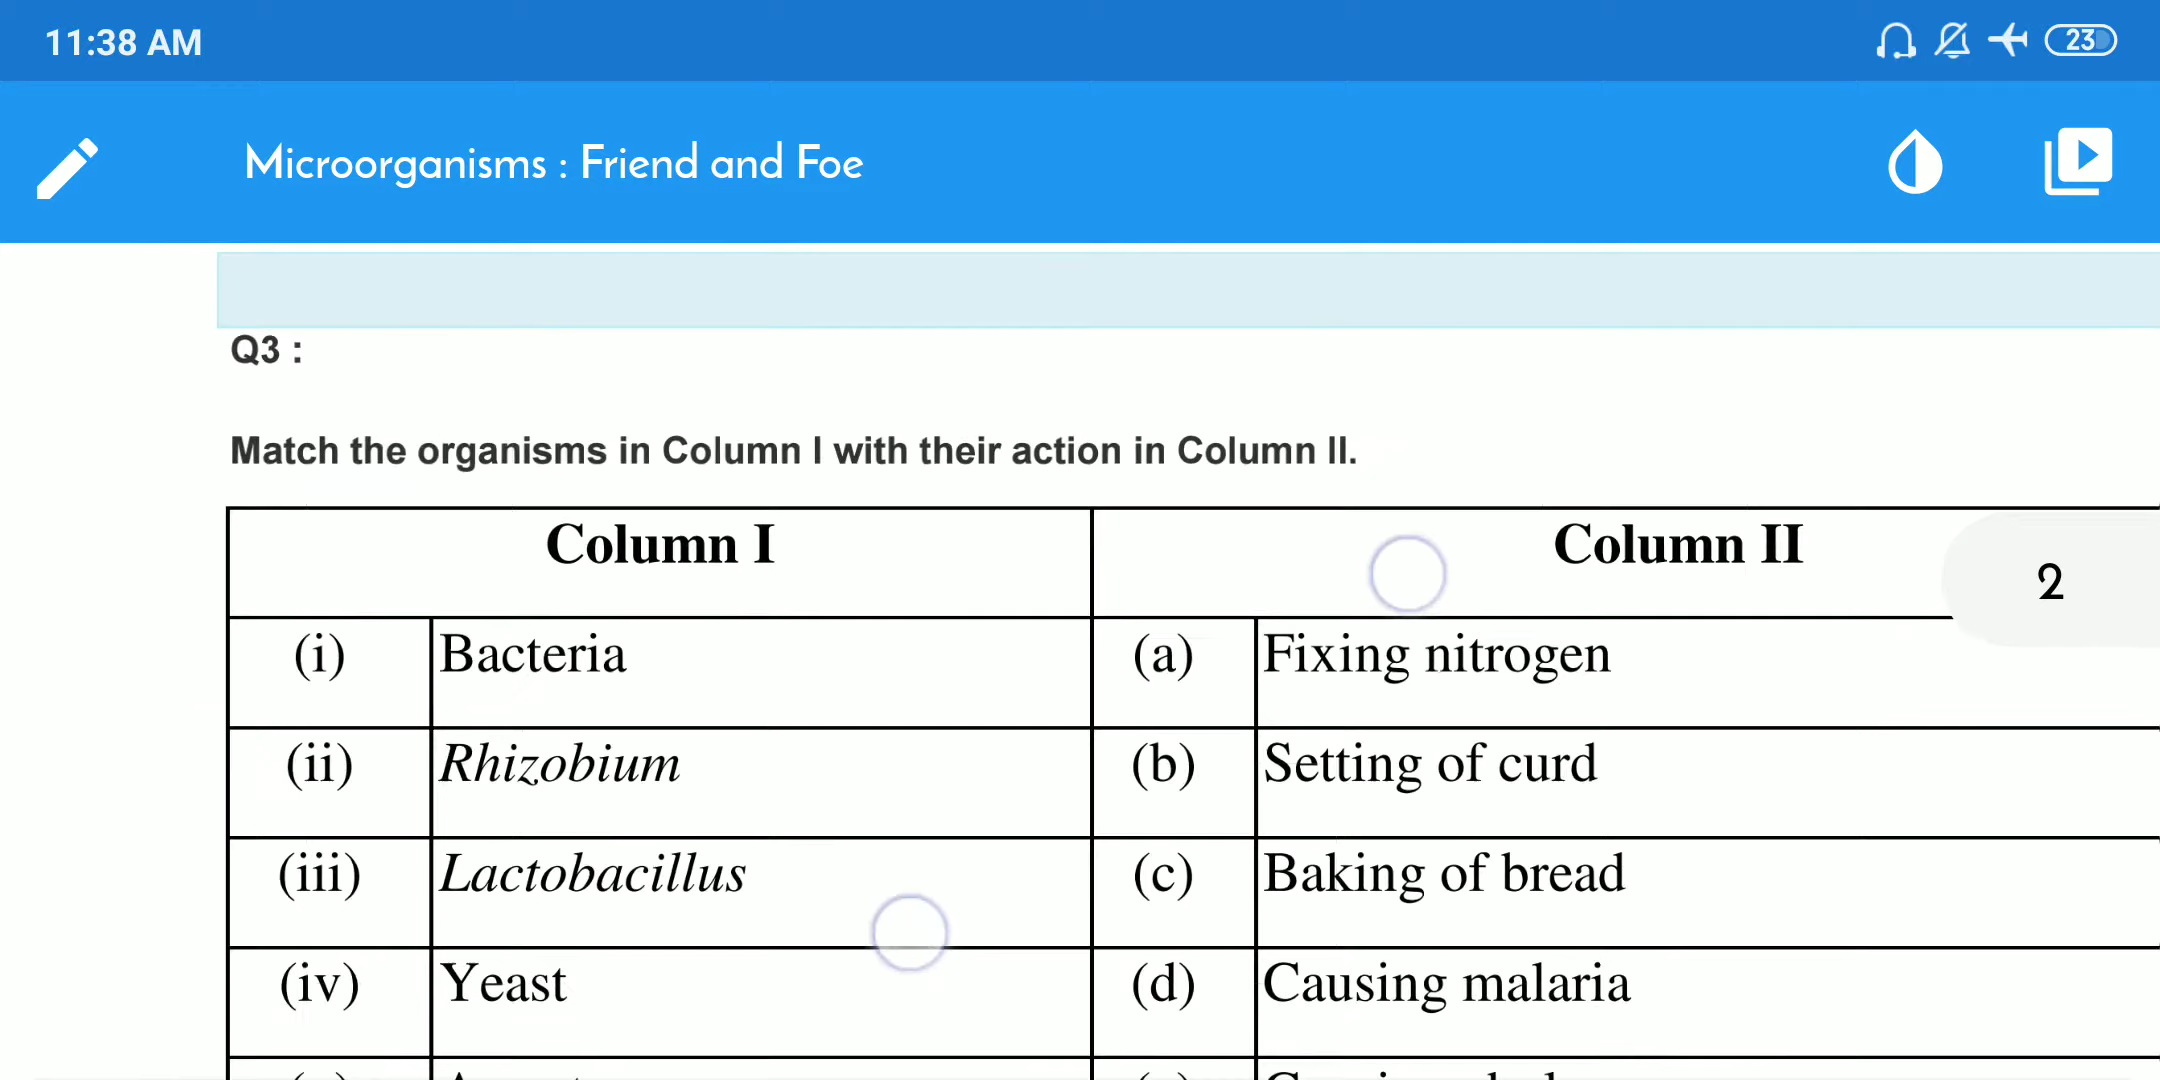 11:38 AM
23
Microorganisms : Friend and Foe
Q3 :
Match the organisms in Column I with their action in Column II.
Column I Column II
2
(i) Bacteria (a) Fixing nitrogen
(ii) Rhizobium (b) Setting of curd
(iii) Lactobacillus (c) Baking of bread
(iv) Yeast (d) Causing malaria